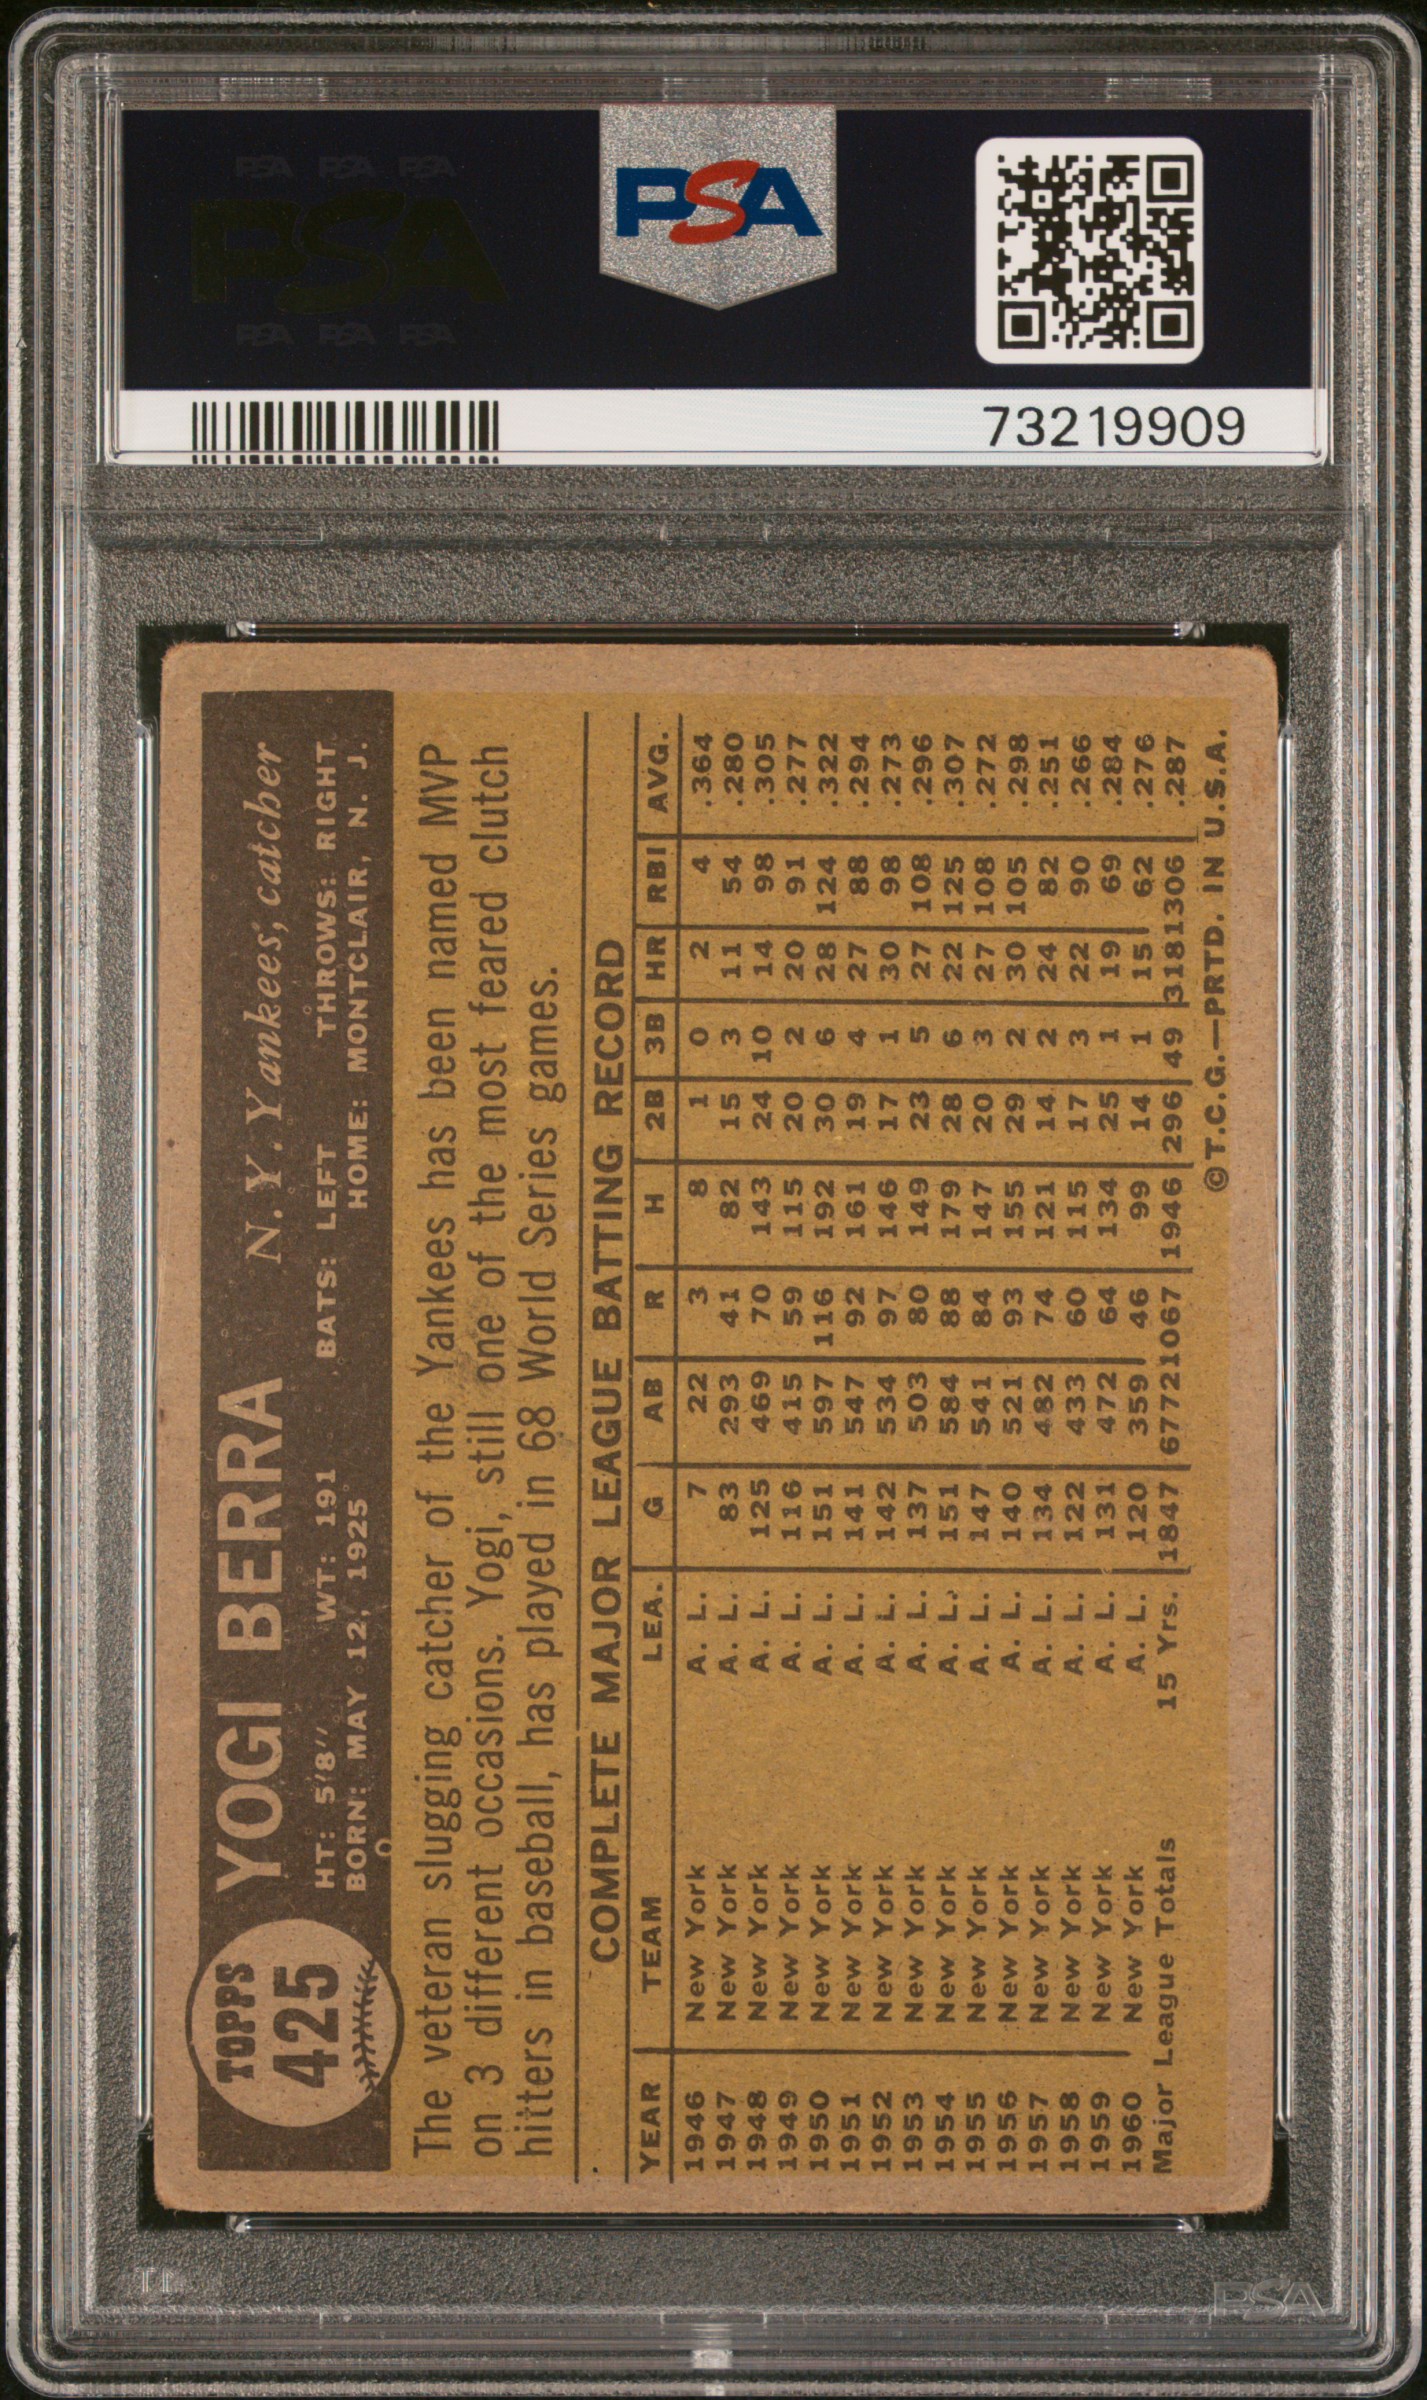 PSA PSA PSA
PSA
PSA PSA PSA
PSA
73219909
TOPPS
425
YOGI BERRA N. Y. Yankees, catcher
HT: 5'8" WT: 191 BATS: LEFT THROWS: RIGHT
BORN: MAY 12, 1925 HOME: MONTCLAIR, N. J.
The veteran slugging catcher of the Yankees has been named MVP
on 3 different occasions. Yogi, still one of the most feared clutch
hitters in baseball, has played in 68 World Series games.
COMPLETE MAJOR LEAGUE BATTING RECORD
YEAR TEAM LEA. G AB R H 2B 3B HR RBI AVG.
1946 New York A. L. 7 22 3 8 1 0 2 4 .364
1947 New York A. L. 83 293 41 82 15 3 11 54 .280
1948 New York A. L. 125 469 70 143 24 10 14 98 .305
1949 New York A. L. 116 415 59 115 20 2 20 91 .277
1950 New York A. L. 151 597 116 192 30 6 28 124 .322
1951 New York A. L. 141 547 92 161 19 4 27 88 .294
1952 New York A. L. 142 534 97 146 17 1 30 98 .273
1953 New York A. L. 137 503 80 149 23 5 27 108 .296
1954 New York A. L. 151 584 88 179 28 6 22 125 .307
1955 New York A. L. 147 541 84 147 20 3 27 108 .272
1956 New York A. L. 140 521 93 155 29 2 30 105 .298
1957 New York A. L. 134 482 74 121 14 2 24 82 .251
1958 New York A. L. 122 433 60 115 17 3 22 90 .266
1959 New York A. L. 131 472 64 134 25 1 19 69 .284
1960 New York A. L. 120 359 46 99 14 1 15 62 .276
Major League Totals 15 Yrs. 1847 6772 1067 1946 296 49 318 1306 .287
© T.C.G.—PRTD. IN U.S.A.
PSA